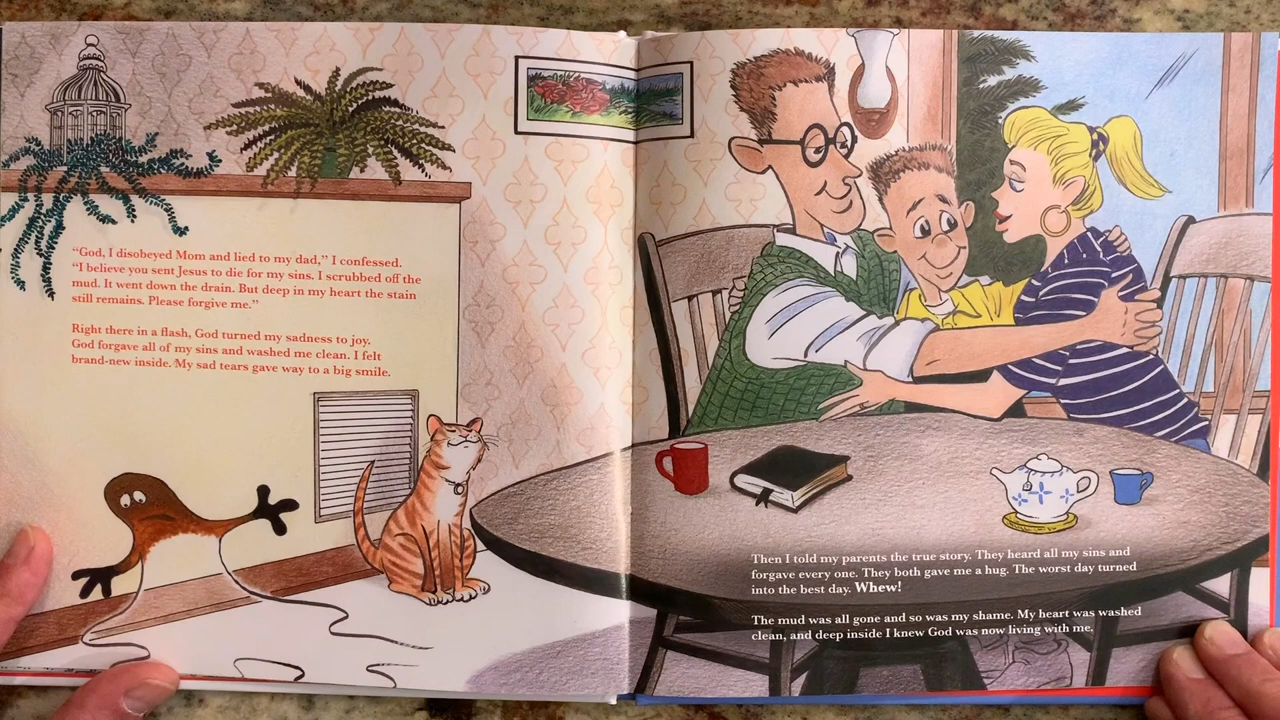 “God, I disobeyed Mom and lied to my dad,” I confessed.
“I believe you sent Jesus to die for my sins. I scrubbed off the
mud. It went down the drain. But deep in my heart the stain
still remains. Please forgive me.”
Right there in a flash, God turned my sadness to joy.
God forgave all of my sins and washed me clean. I felt
brand-new inside. My sad tears gave way to a big smile.
Then I told my parents the true story. They heard all my sins and
forgave every one. They both gave me a hug. The worst day turned
into the best day. Whew!
The mud was all gone and so was my shame. My heart was washed
clean, and deep inside I knew God was now living with me.